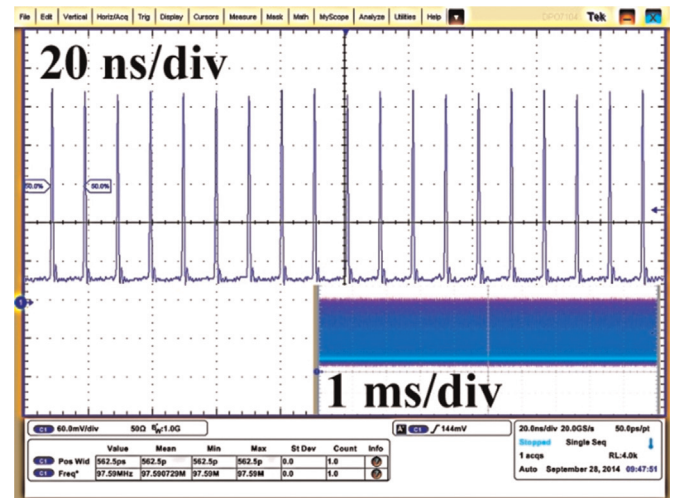 File Edit Vertical Horiz/Acq Trig Display Cursors Measure Mask Math MyScope Analyze Utilities Help Tek
20 ns/div
50.0% 50.0%
1
1 ms/div
C1 60.0mV/div 50Ω BW:1.0G A' C1 / 144mV 20.0ns/div 20.0GS/s 50.0ps/pt
Stopped Single Seq
1 acqs RL:4.0k
Auto September 28, 2014 09:47:51
Value Mean Min Max St Dev Count Info
C1 Pos Wid 562.5ps 562.5p 562.5p 562.5p 0.0 1.0
C1 Freq* 97.59MHz 97.590729M 97.59M 97.59M 0.0 1.0